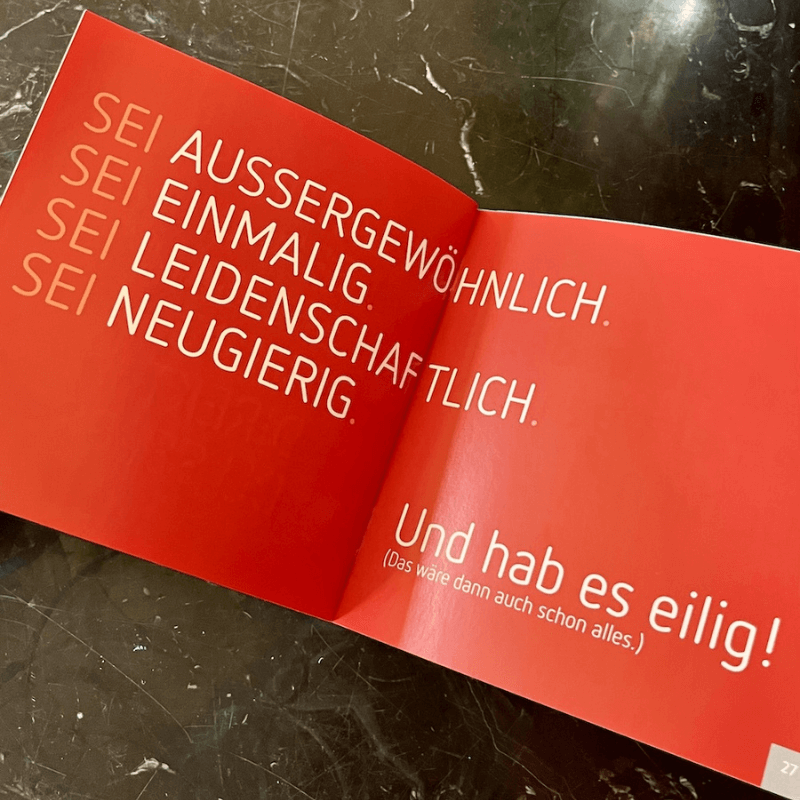 SEI AUSSERGEWÖHNLICH.
SEI EINMALIG.
SEI LEIDENSCHAFTLICH.
SEI NEUGIERIG.
Und hab es eilig!
(Das wäre dann auch schon alles.)
27